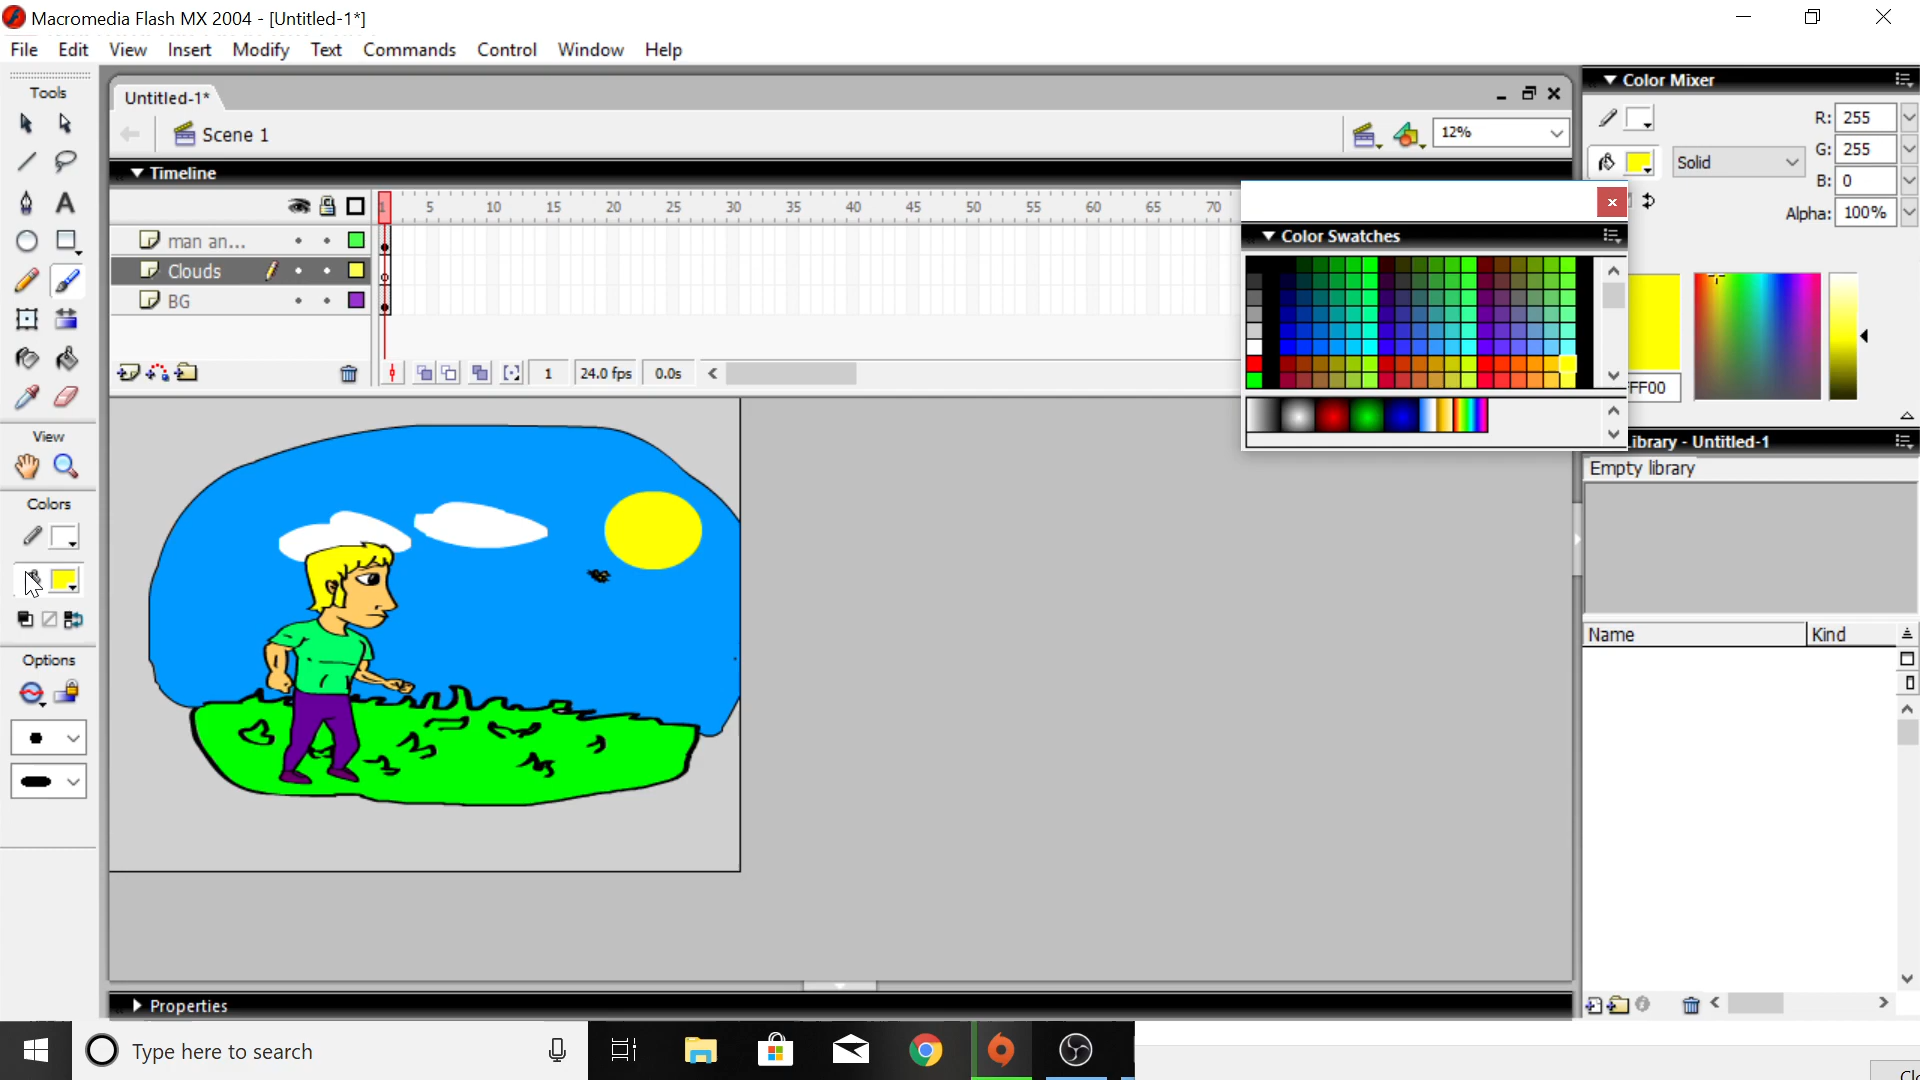 Macromedia Flash MX 2004 - [Untitled-1*]
File Edit View Insert Modify Text Commands Control Window Help
Tools
Untitled-1*
Scene 1
12%
Timeline
1 5 10 15 20 25 30 35 40 45 50 55 60 65 70
man an...
Clouds
BG
1 24.0 fps 0.0s
View
Colors
Options
Properties
Color Swatches
Color Mixer
R: 255
Solid
G: 255
B: 0
Alpha: 100%
FF00
ibrary - Untitled-1
Empty library
Name Kind
Type here to search